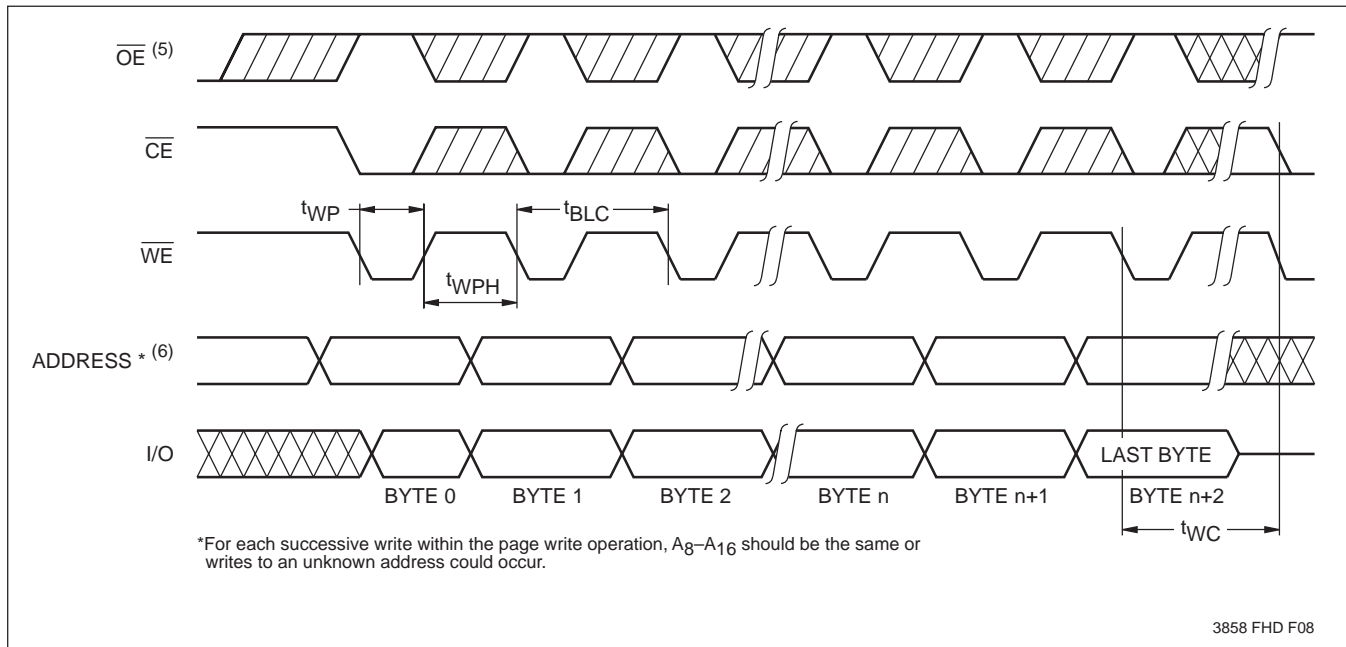 OE (5)
CE
tWP
tBLC
WE
tWPH
ADDRESS * (6)
I/O
LAST BYTE
BYTE 0 BYTE 1 BYTE 2 BYTE n BYTE n+1 BYTE n+2
tWC
*For each successive write within the page write operation, A8–A16 should be the same or
writes to an unknown address could occur.
3858 FHD F08